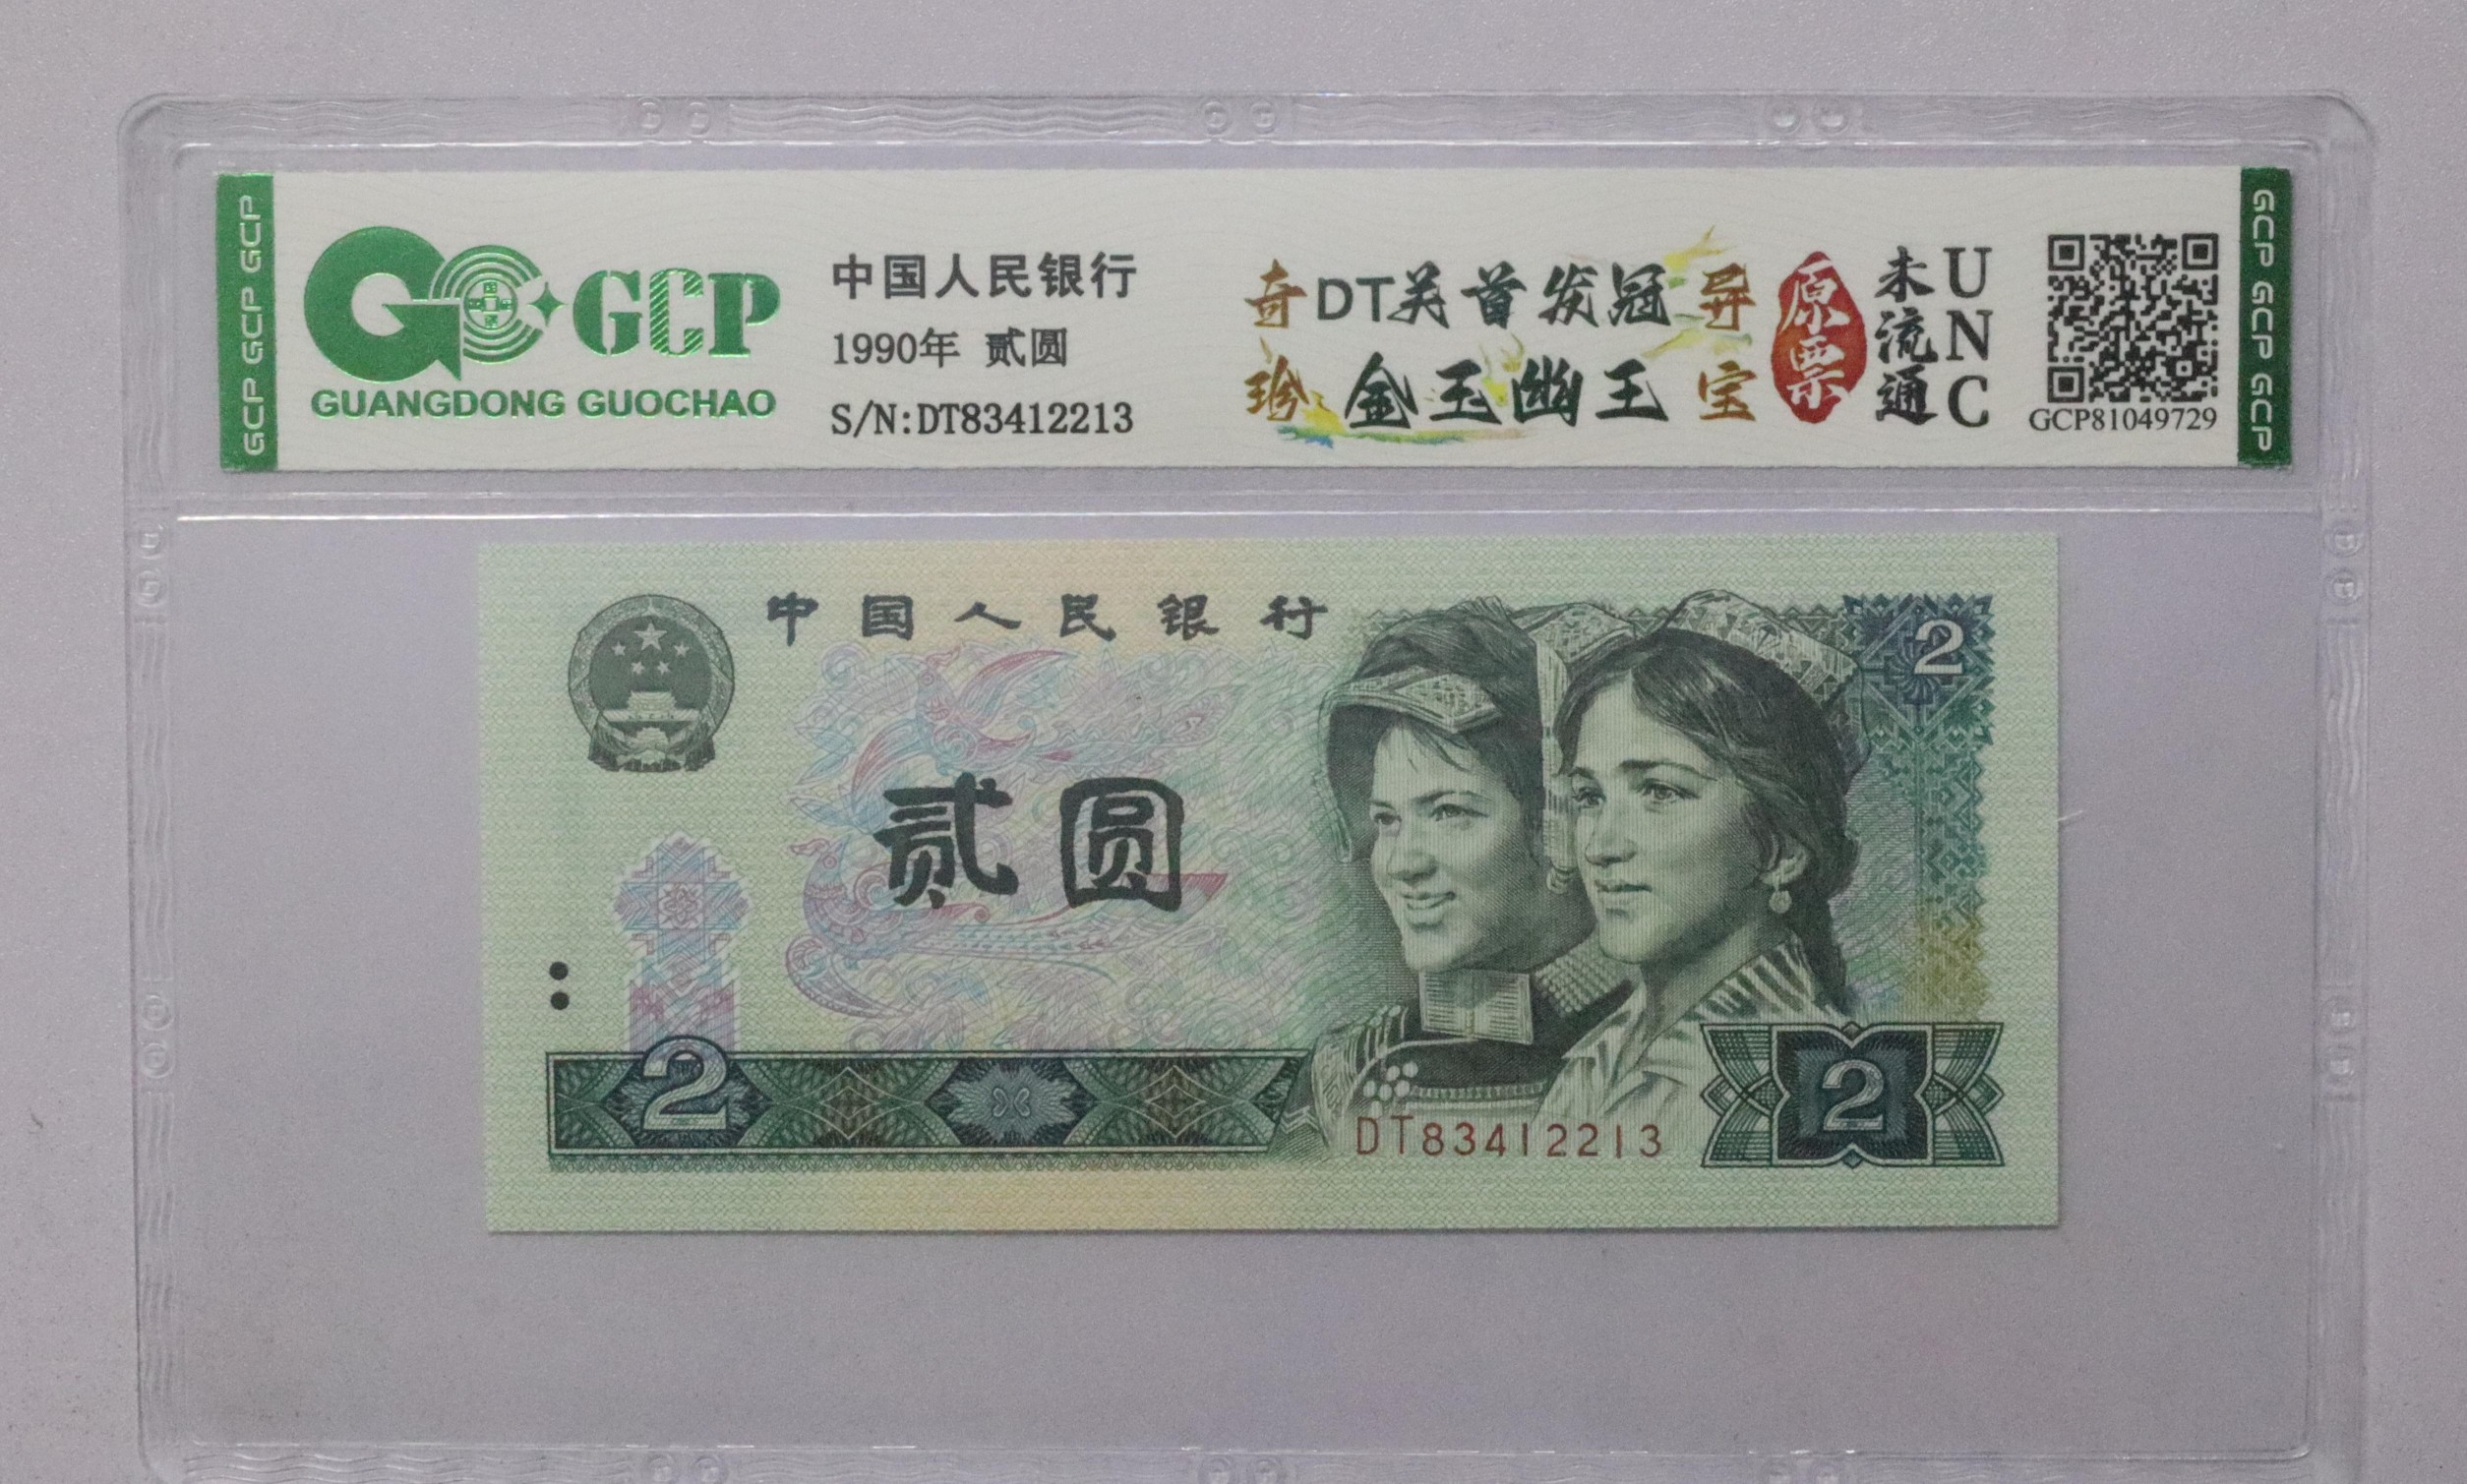 GCP GCP GCP
GCP
GUANGDONG GUOCHAO
中国人民银行
1990年 贰圆
S/N:DT83412213
奇珍
DT关首发冠
金玉幽王
异宝
原票
未流通
UNC
GCP81049729
GCP GCP GCP
中国人民银行
2
贰圆
2
DT83412213
2